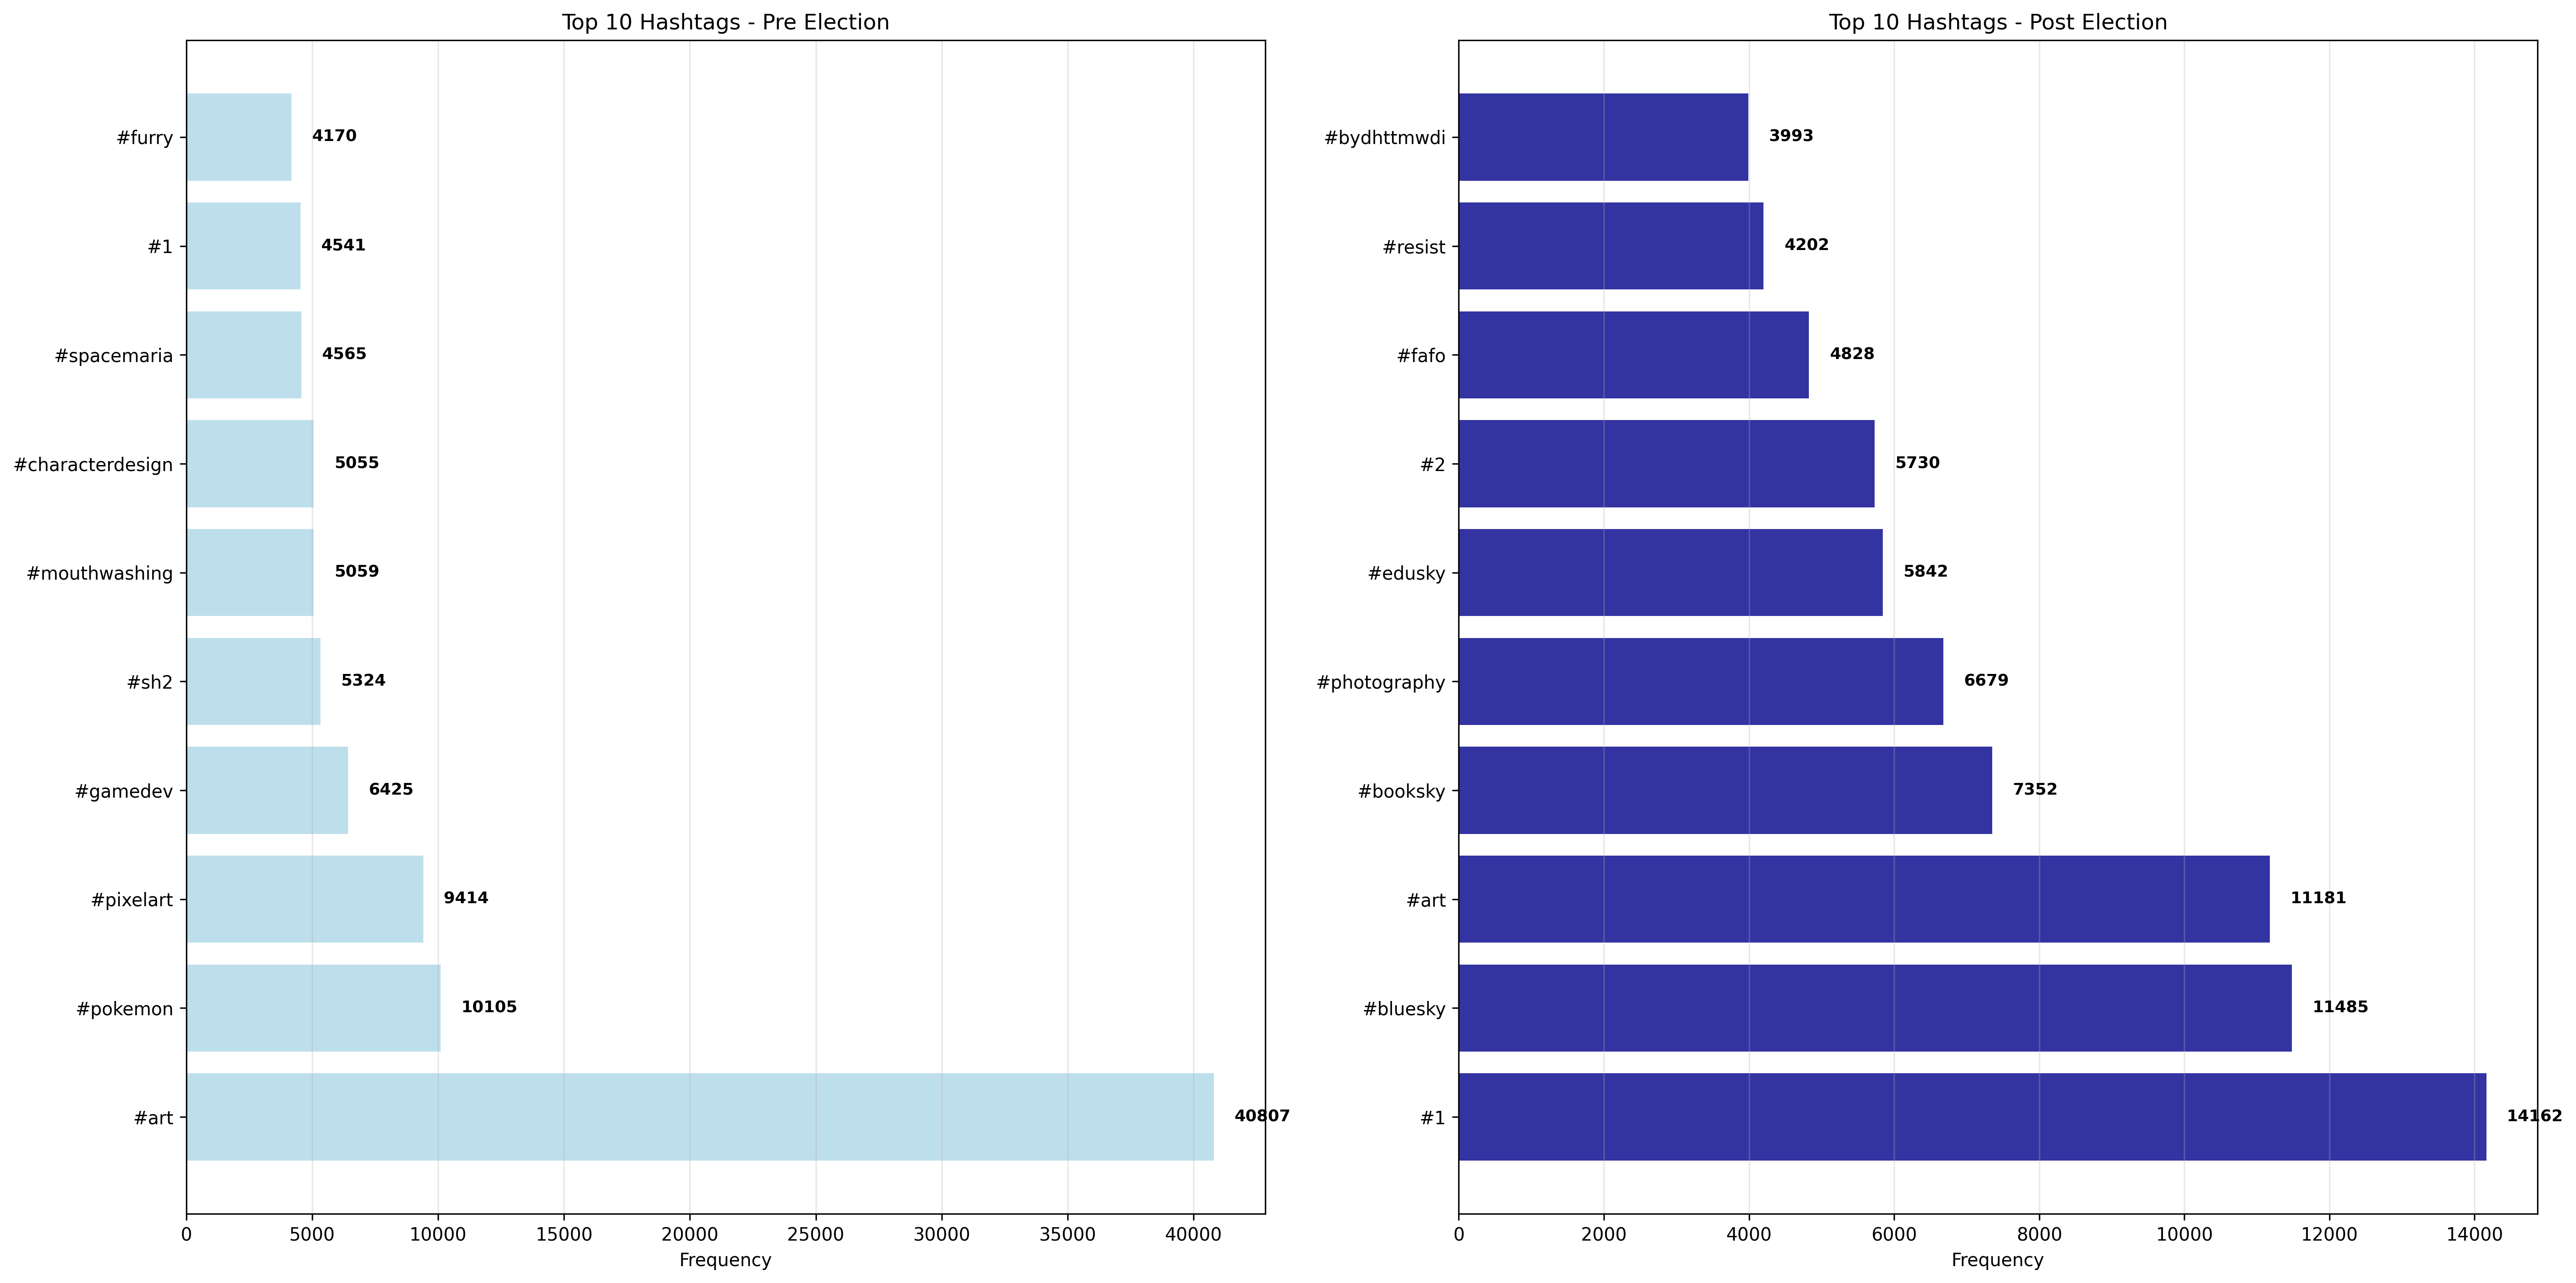 Top 10 Hashtags - Pre Election
#furry 4170
#1 4541
#spacemaria 4565
#characterdesign 5055
#mouthwashing 5059
#sh2 5324
#gamedev 6425
#pixelart 9414
#pokemon 10105
#art 40807
0 5000 10000 15000 20000 25000 30000 35000 40000
Frequency
Top 10 Hashtags - Post Election
#bydhttmwdi 3993
#resist 4202
#fafo 4828
#2 5730
#edusky 5842
#photography 6679
#booksky 7352
#art 11181
#bluesky 11485
#1 14162
0 2000 4000 6000 8000 10000 12000 14000
Frequency